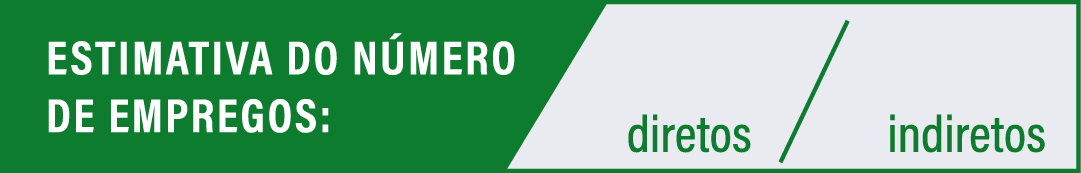 ESTIMATIVA DO NÚMERO
DE EMPREGOS:
diretos / indiretos